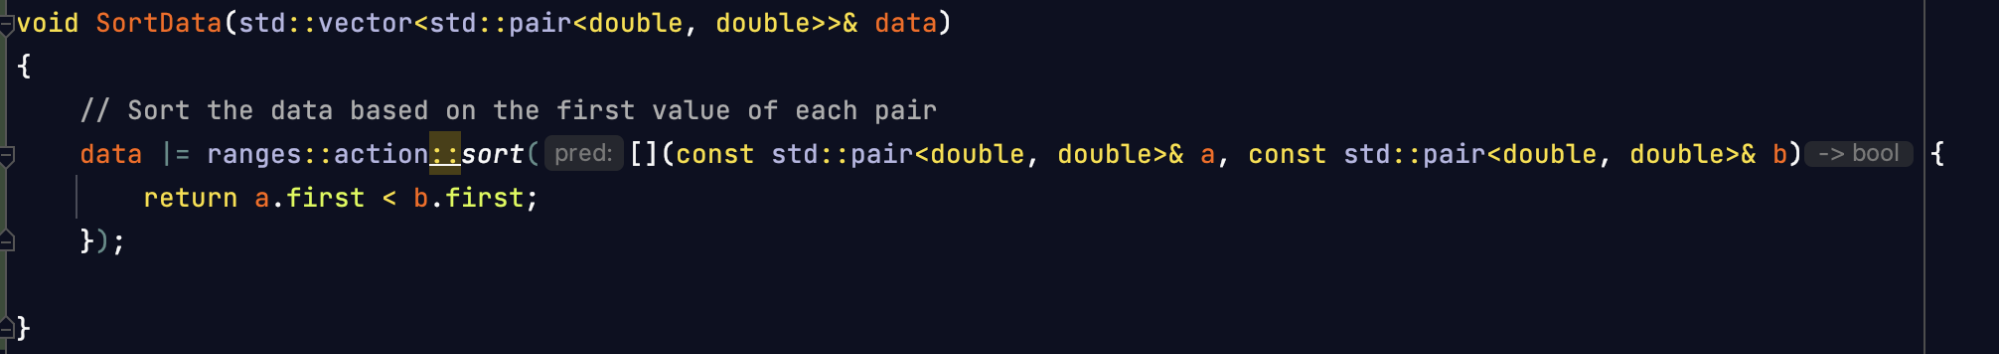 void SortData(std::vector<std::pair<double, double>>& data)
{
    // Sort the data based on the first value of each pair
    data |= ranges::action::sort( pred: [](const std::pair<double, double>& a, const std::pair<double, double>& b) -> bool {
        return a.first < b.first;
    });
}